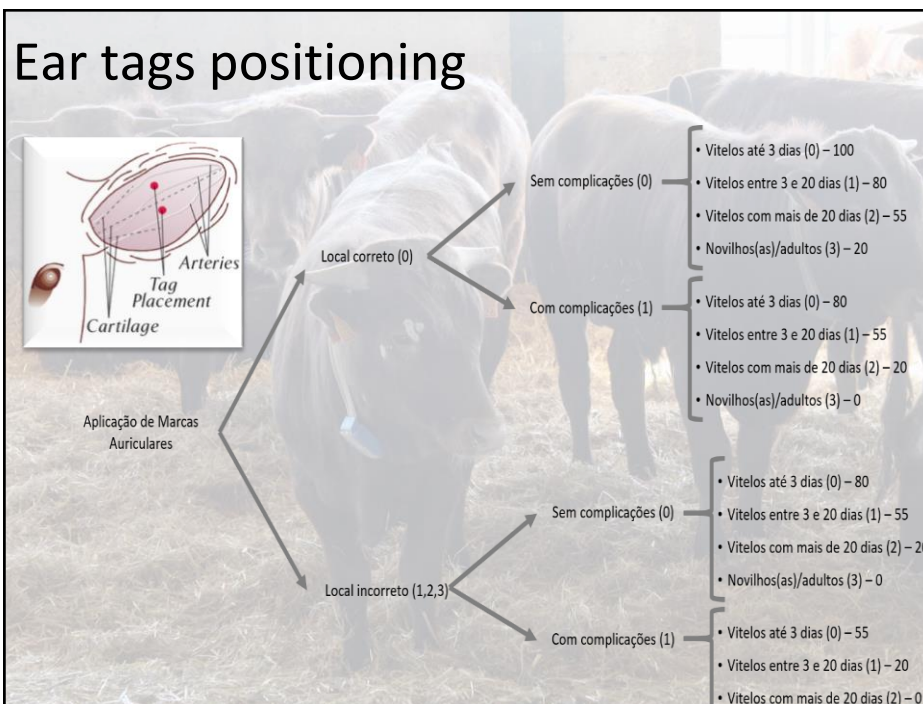 Ear tags positioning
Arteries
Tag
Placement
Cartilage
Aplicação de Marcas
Auriculares
Local correto (0)
Sem complicações (0)
• Vitelos até 3 dias (0) – 100
• Vitelos entre 3 e 20 dias (1) – 80
• Vitelos com mais de 20 dias (2) – 55
• Novilhos(as)/adultos (3) – 20
Com complicações (1)
• Vitelos até 3 dias (0) – 80
• Vitelos entre 3 e 20 dias (1) – 55
• Vitelos com mais de 20 dias (2) – 20
• Novilhos(as)/adultos (3) – 0
Local incorreto (1,2,3)
Sem complicações (0)
• Vitelos até 3 dias (0) – 80
• Vitelos entre 3 e 20 dias (1) – 55
• Vitelos com mais de 20 dias (2) –
• Novilhos(as)/adultos (3) – 0
Com complicações (1)
• Vitelos até 3 dias (0) – 55
• Vitelos entre 3 e 20 dias (1) – 20
• Vitelos com mais de 20 dias (2) – 0